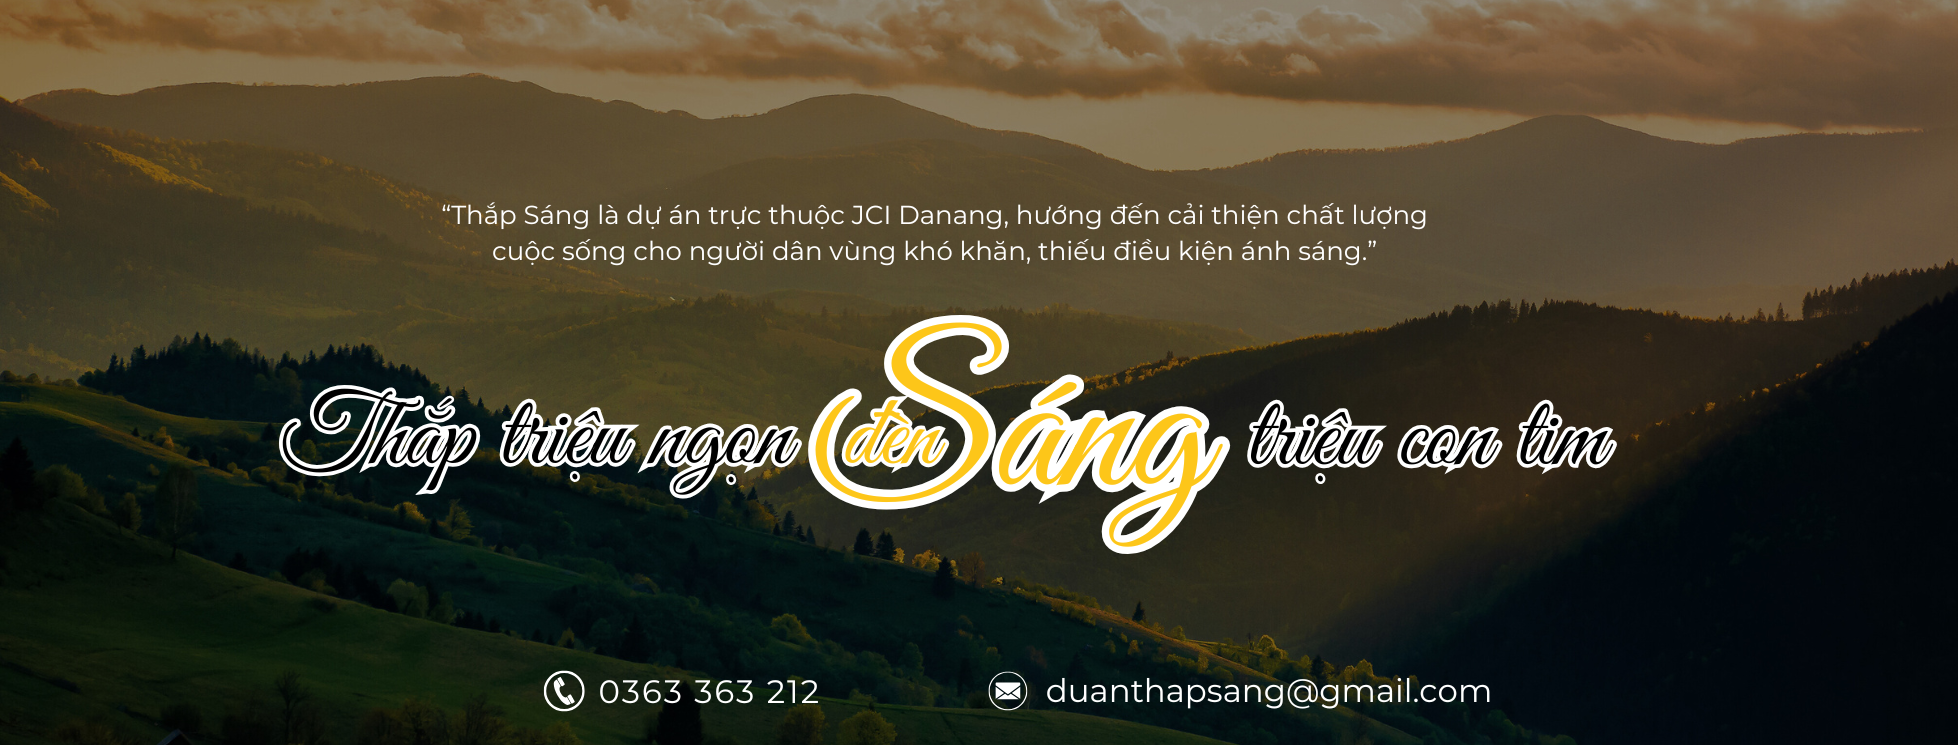 “Thắp Sáng là dự án trực thuộc JCI Danang, hướng đến cải thiện chất lượng
cuộc sống cho người dân vùng khó khăn, thiếu điều kiện ánh sáng.”
Thắp triệu ngọn đèn Sáng triệu con tim
0363 363 212
duanthapsang@gmail.com